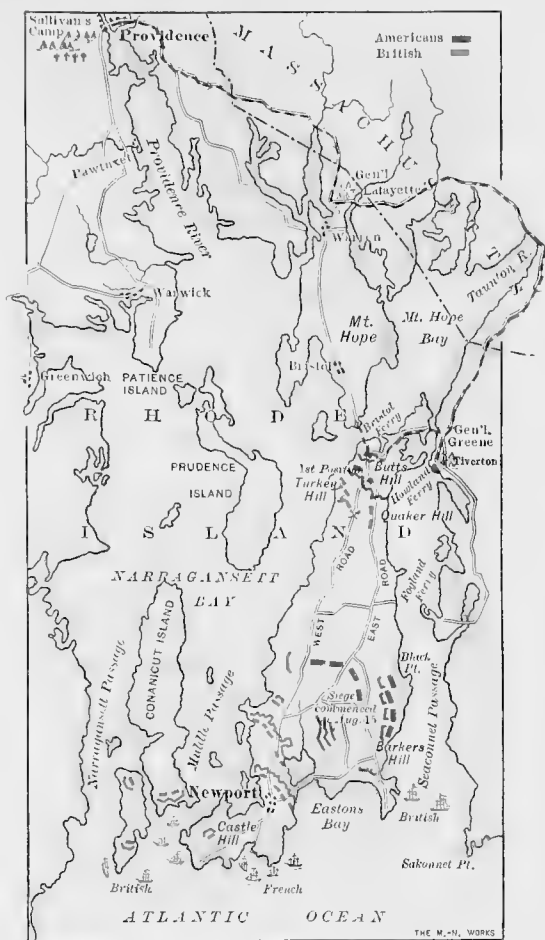 Sullivan's
Camp
Providence
MASSACHU
Americans
British
Pawtuxet
Providence River
Gen'l
Lafayette
Warren
Taunton R.
Warwick
Mt.
Hope
Mt. Hope
Bay
Bristol
Greenwich
PATIENCE
ISLAND
RHODE
Bristol Ferry
Gen'l.
Greene
Tiverton
PRUDENCE
ISLAND
1st Position
Turkey
Hill
Butts
Hill
Howland Ferry
Quaker Hill
ISLAND
NARRAGANSETT
BAY
ROAD
ROAD
Fogland
Ferry
WEST
EAST
CONANICUT ISLAND
Narragansett Passage
Middle Passage
Black
Pt.
Siege
commenced
Aug. 15
Seaconnet Passage
Barkers
Hill
Newport
Eastons
Bay
British
Castle
Hill
Sakonnet Pt.
British
French
ATLANTIC OCEAN
THE M.-N. WORKS